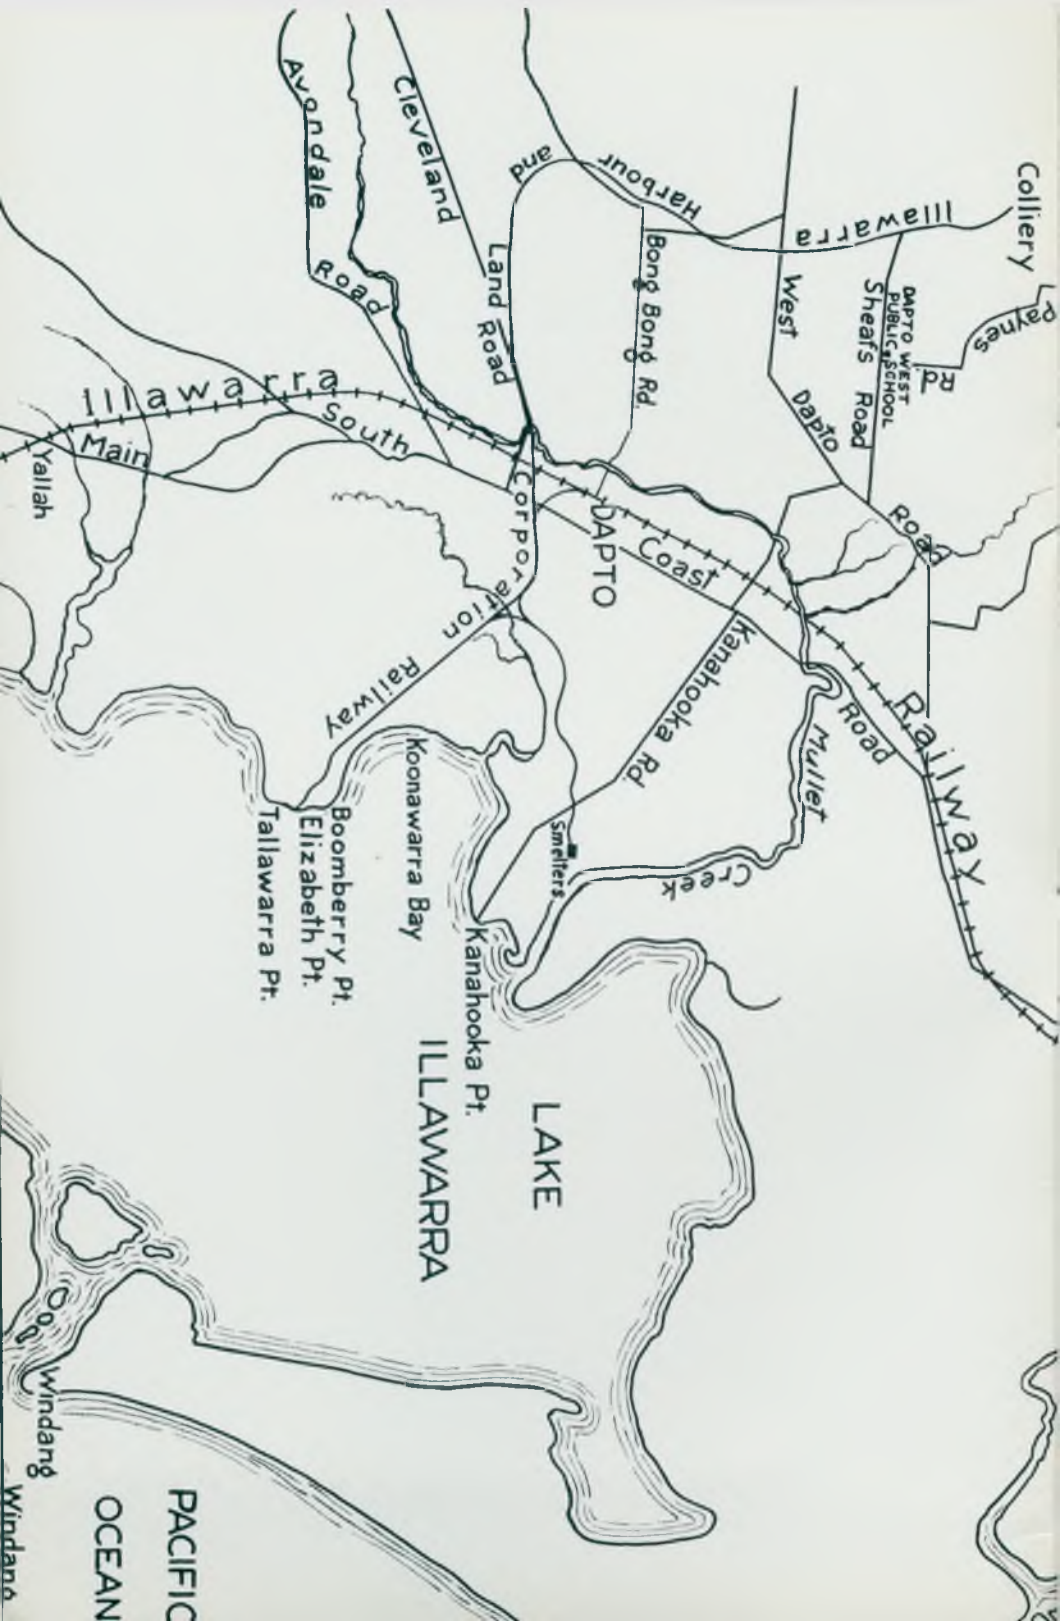 Colliery
Paynes
Rd.
DAPTO WEST
PUBLIC SCHOOL
Sheafs Road
Illawarra
and
Harbour
Land
Corporation
Railway
West
Dapto
Road
Bong Bong Rd.
Cleveland
Road
Avondale
Road
Illawarra
Railway
Main
South
Coast
Road
Yallah
DAPTO
Kanahooka Rd.
Mullet
Creek
Smelters
Koonawarra Bay
Kanahooka Pt.
Boomberry Pt.
Elizabeth Pt.
Tallawarra Pt.
LAKE
ILLAWARRA
Windang
Windang
PACIFIC
OCEAN